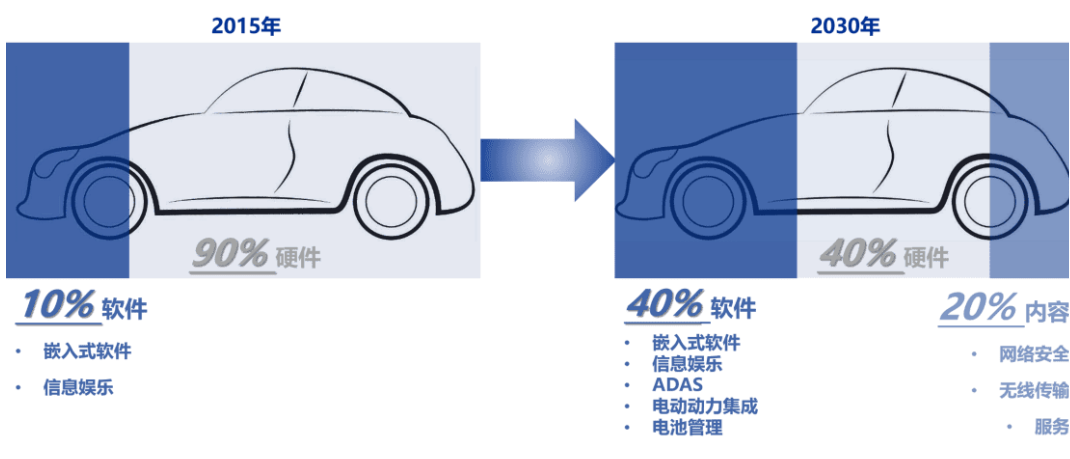 2015年
90% 硬件
10% 软件
• 嵌入式软件
• 信息娱乐
2030年
40% 硬件
40% 软件
• 嵌入式软件
• 信息娱乐
• ADAS
• 电动动力集成
• 电池管理
20% 内容
• 网络安全
• 无线传输
• 服务